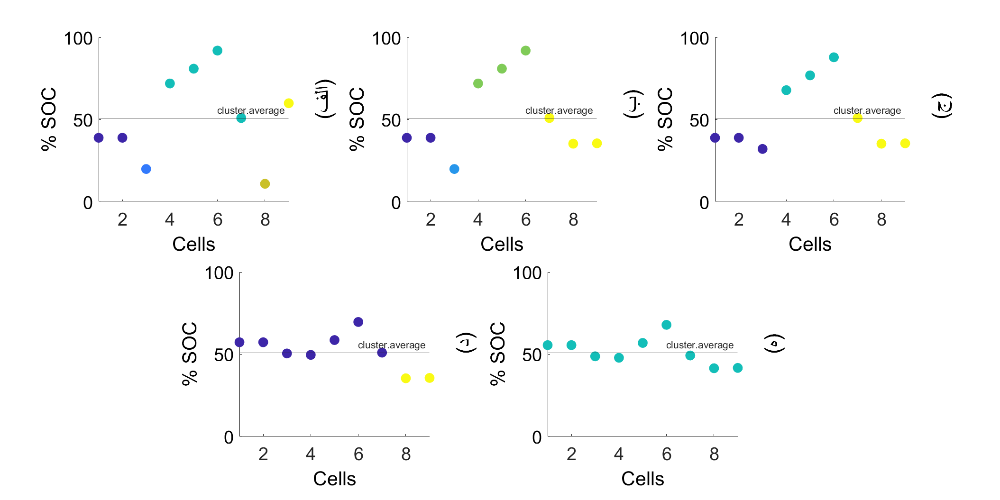 100
50
0
% SOC
cluster.average
2 4 6 8
Cells
(الف)
100
50
0
% SOC
cluster.average
2 4 6 8
Cells
(ب)
100
50
0
% SOC
cluster.average
2 4 6 8
Cells
(ج)
100
50
0
% SOC
cluster.average
2 4 6 8
Cells
(د)
100
50
0
% SOC
cluster.average
2 4 6 8
Cells
(ه)